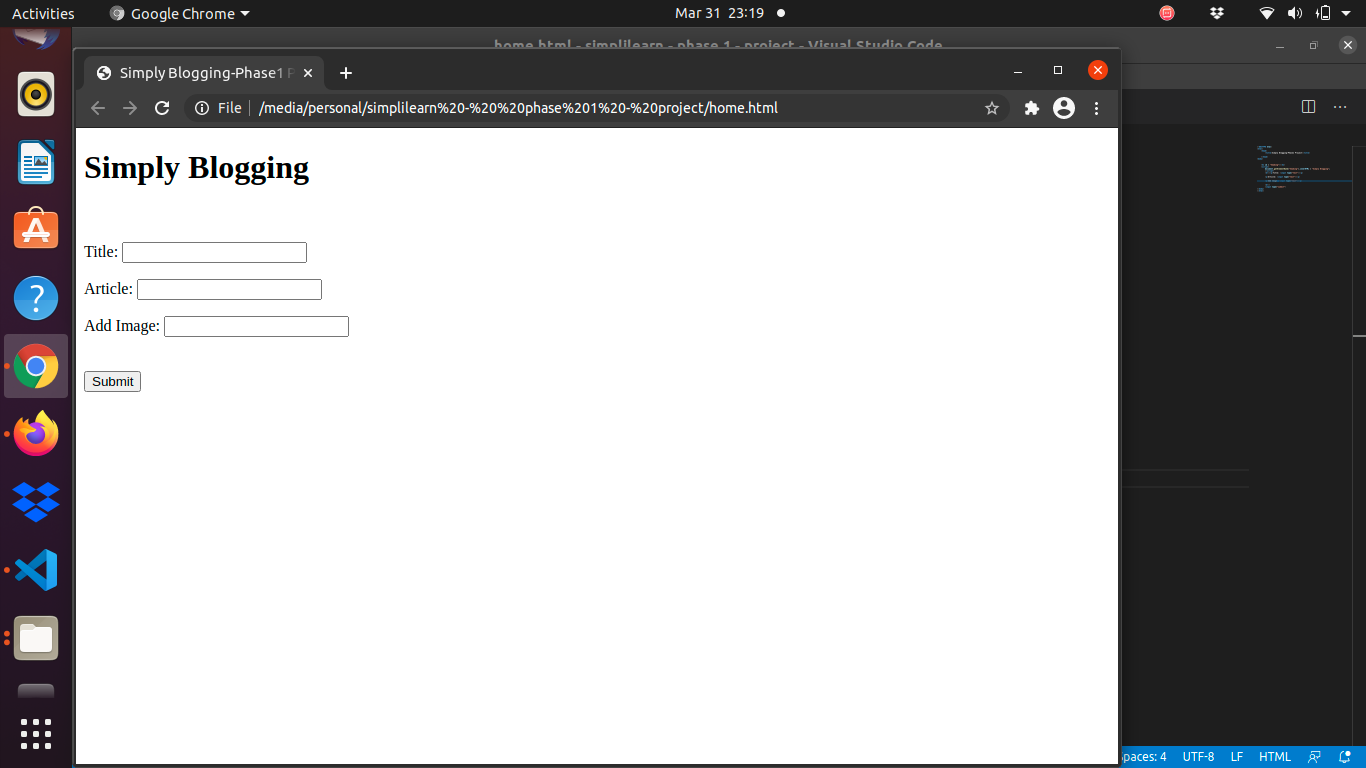 Activities
Google Chrome
Mar 31 23:19
home.html - simplilearn - phase 1 - project - Visual Studio Code
Simply Blogging-Phase1 P
File
/media/personal/simplilearn%20-%20%20phase%201%20-%20project/home.html
Simply Blogging
Title:
Article:
Add Image:
Submit
Spaces: 4
UTF-8
LF
HTML